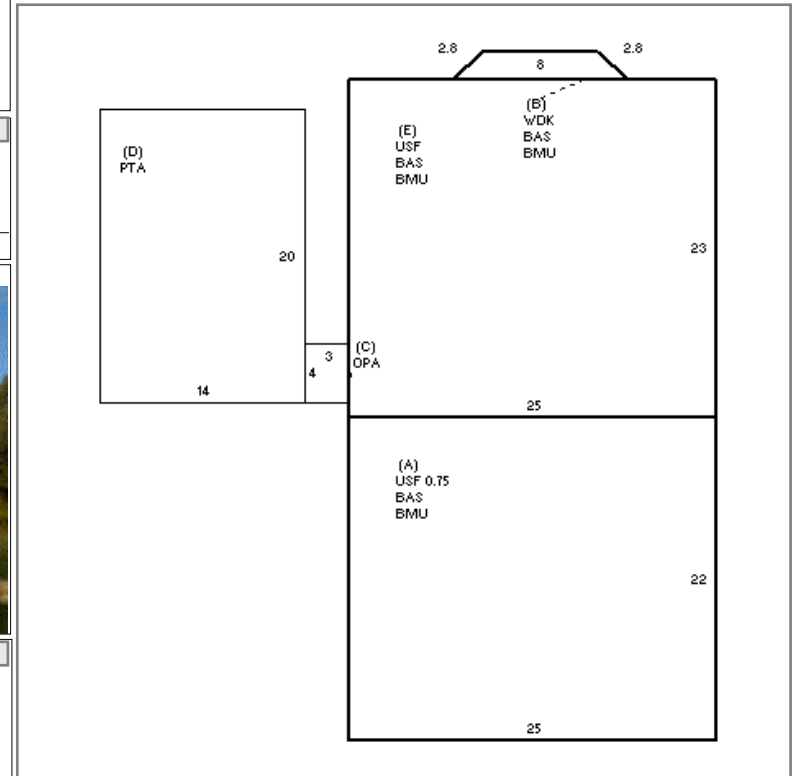 2.8
2.8
8
(B)
WDK
BAS
BMU
(E)
USF
BAS
BMU
(D)
PTA
23
20
3
4
(C)
OPA
14
25
(A)
USF 0.75
BAS
BMU
22
25